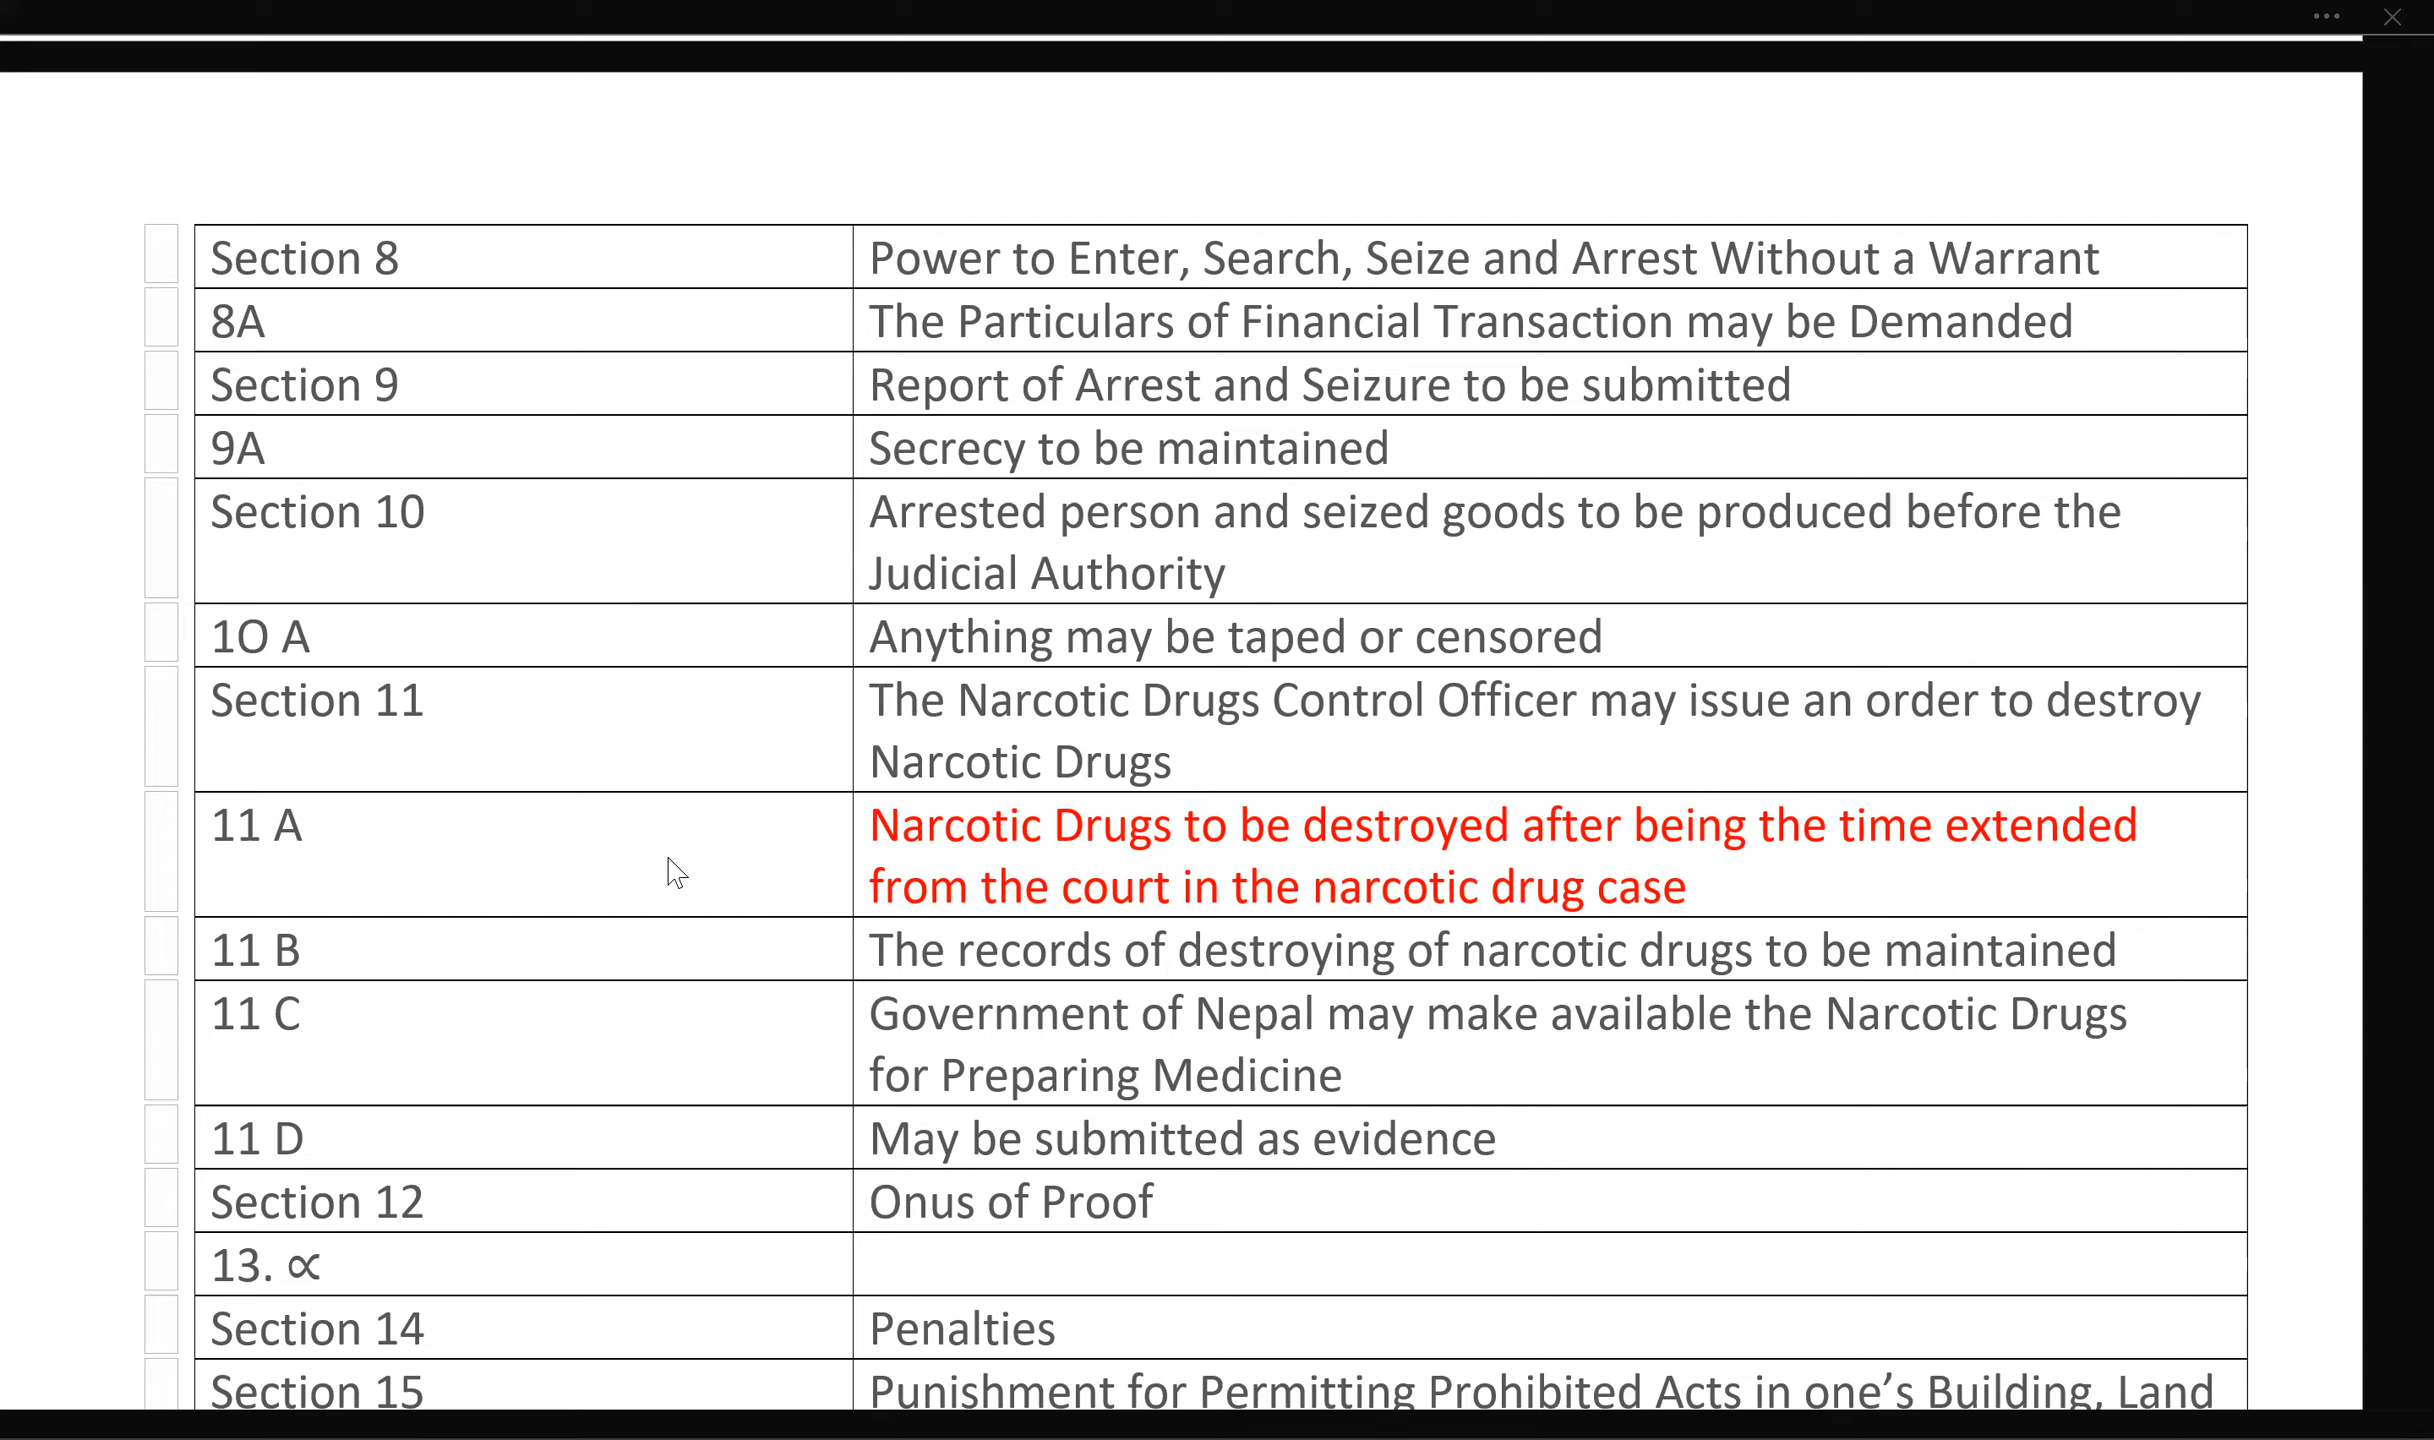 Section 8 Power to Enter, Search, Seize and Arrest Without a Warrant
8A The Particulars of Financial Transaction may be Demanded
Section 9 Report of Arrest and Seizure to be submitted
9A Secrecy to be maintained
Section 10 Arrested person and seized goods to be produced before the
Judicial Authority
1O A Anything may be taped or censored
Section 11 The Narcotic Drugs Control Officer may issue an order to destroy
Narcotic Drugs
11 A Narcotic Drugs to be destroyed after being the time extended
from the court in the narcotic drug case
11 B The records of destroying of narcotic drugs to be maintained
11 C Government of Nepal may make available the Narcotic Drugs
for Preparing Medicine
11 D May be submitted as evidence
Section 12 Onus of Proof
13. ∝
Section 14 Penalties
Section 15 Punishment for Permitting Prohibited Acts in one’s Building, Land